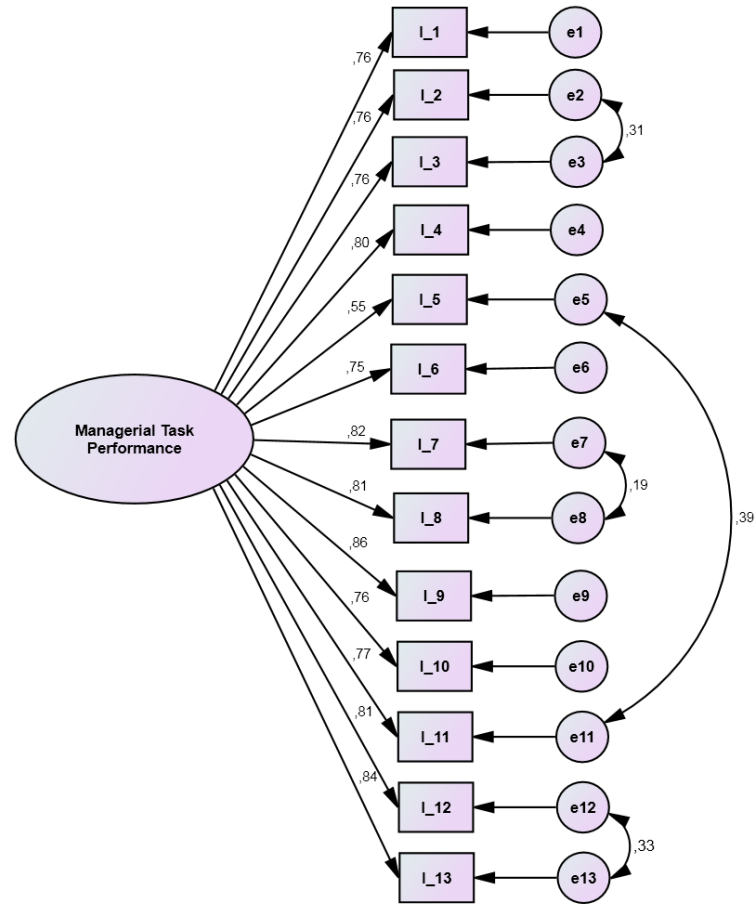 I_1
e1
,76
I_2
e2
,76
,31
I_3
e3
,76
I_4
e4
,80
I_5
e5
,55
I_6
e6
,75
Managerial Task
Performance
,82
I_7
e7
,81
,19
I_8
e8
,39
,86
I_9
e9
,76
I_10
e10
,77
,81
I_11
e11
,84
I_12
e12
,33
I_13
e13